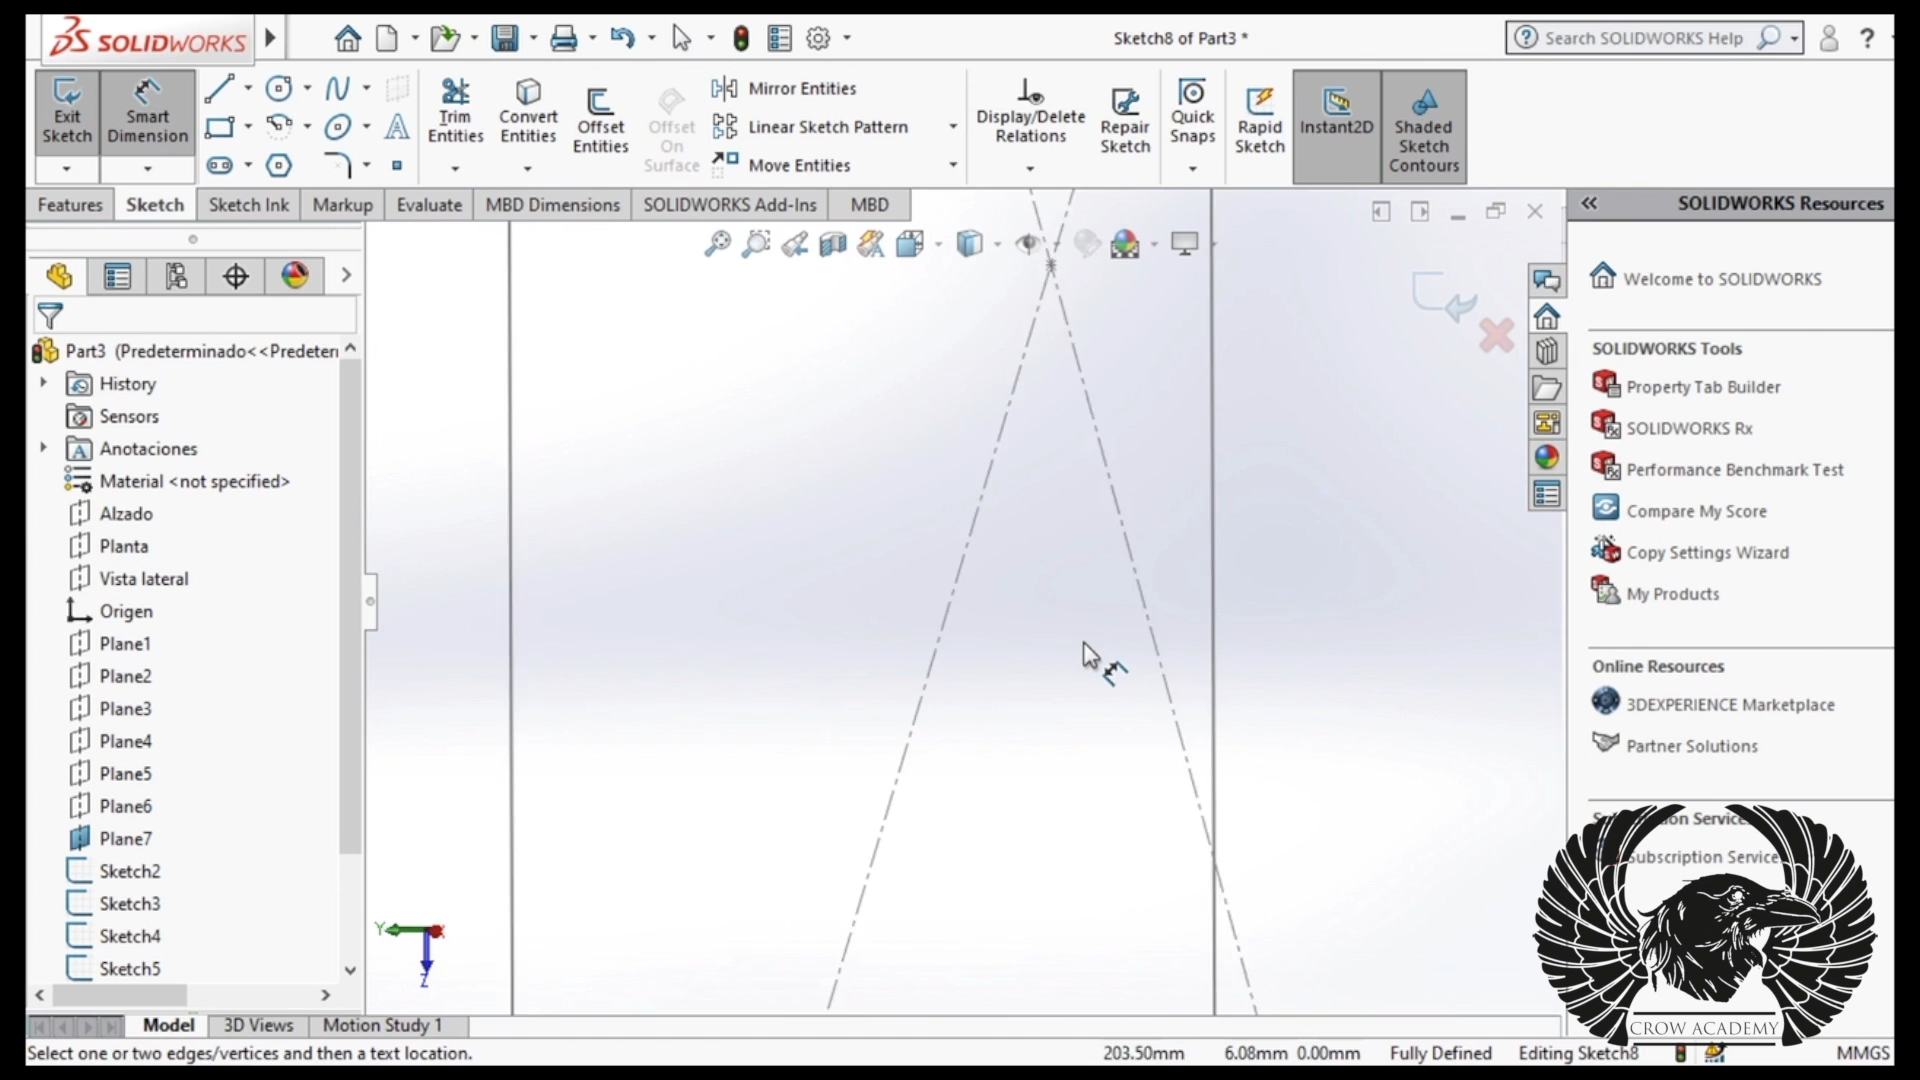 SOLIDWORKS
Sketch8 of Part3 *
Search SOLIDWORKS Help
Exit Sketch
Smart Dimension
Trim Entities
Convert Entities
Offset Entities
Offset On Surface
Mirror Entities
Linear Sketch Pattern
Move Entities
Display/Delete Relations
Repair Sketch
Quick Snaps
Rapid Sketch
Instant2D
Shaded Sketch Contours
Features
Sketch
Sketch Ink
Markup
Evaluate
MBD Dimensions
SOLIDWORKS Add-Ins
MBD
SOLIDWORKS Resources
Part3 (Predeterminado<<Predeter
History
Sensors
Anotaciones
Material <not specified>
Alzado
Planta
Vista lateral
Origen
Plane1
Plane2
Plane3
Plane4
Plane5
Plane6
Plane7
Sketch2
Sketch3
Sketch4
Sketch5
Y
Z
Welcome to SOLIDWORKS
SOLIDWORKS Tools
Property Tab Builder
SOLIDWORKS Rx
Performance Benchmark Test
Compare My Score
Copy Settings Wizard
My Products
Online Resources
3DEXPERIENCE Marketplace
Partner Solutions
Subscription Service
CROW ACADEMY
Model
3D Views
Motion Study 1
Select one or two edges/vertices and then a text location.
203.50mm
6.08mm 0.00mm
Fully Defined
Editing Sketch8
MMGS